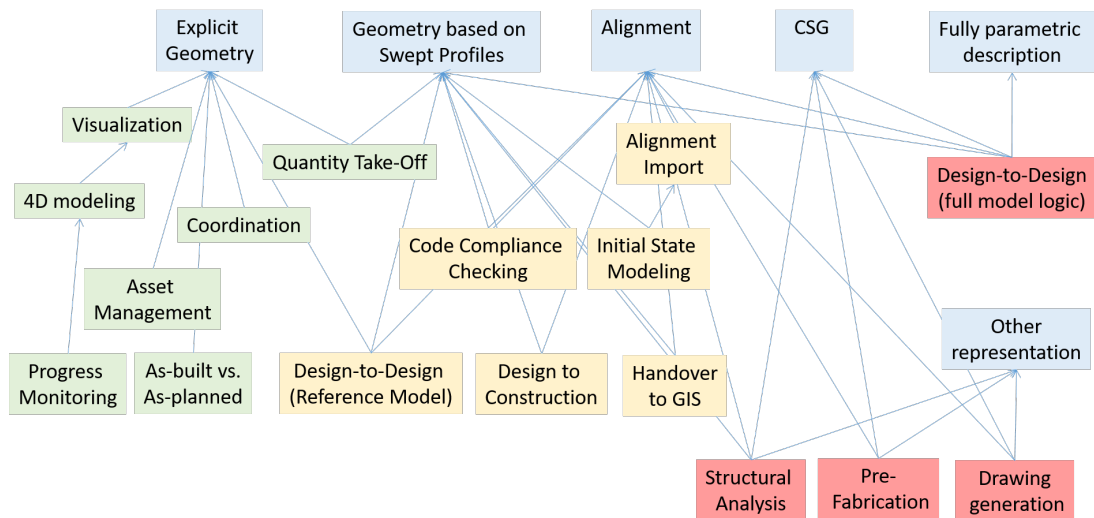 Explicit
Geometry
Geometry based on
Swept Profiles
Alignment
CSG
Fully parametric
description
Visualization
Quantity Take-Off
Alignment
Import
Design-to-Design
(full model logic)
4D modeling
Coordination
Code Compliance
Checking
Initial State
Modeling
Asset
Management
Other
representation
Progress
Monitoring
As-built vs.
As-planned
Design-to-Design
(Reference Model)
Design to
Construction
Handover
to GIS
Structural
Analysis
Pre-
Fabrication
Drawing
generation